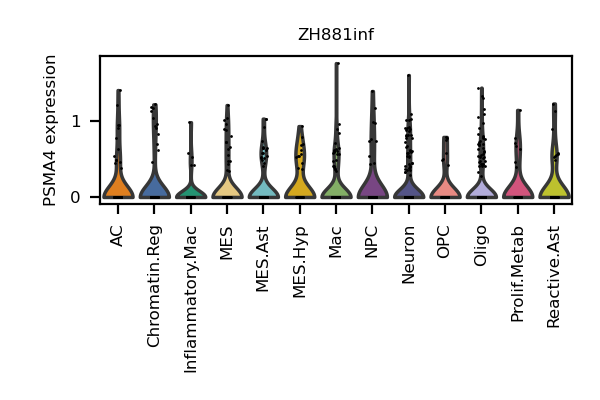 ZH881inf
PSMA4 expression
1
0
AC
Chromatin.Reg
Inflammatory.Mac
MES
MES.Ast
MES.Hyp
Mac
NPC
Neuron
OPC
Oligo
Prolif.Metab
Reactive.Ast